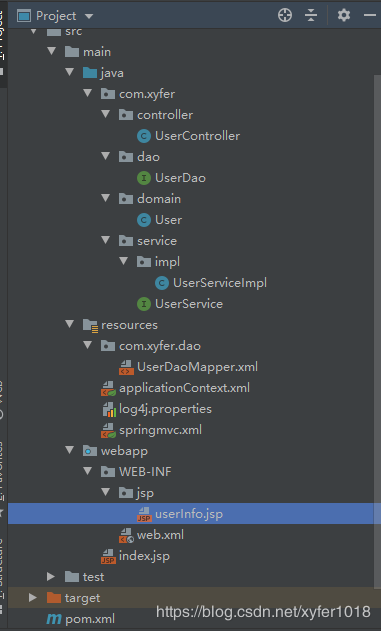 Project
src
main
java
com.xyfer
controller
UserController
dao
UserDao
domain
User
service
impl
UserServiceImpl
UserService
resources
com.xyfer.dao
UserDaoMapper.xml
applicationContext.xml
log4j.properties
springmvc.xml
webapp
WEB-INF
jsp
userInfo.jsp
web.xml
index.jsp
test
target
pom.xml
https://blog.csdn.net/xyfer1018